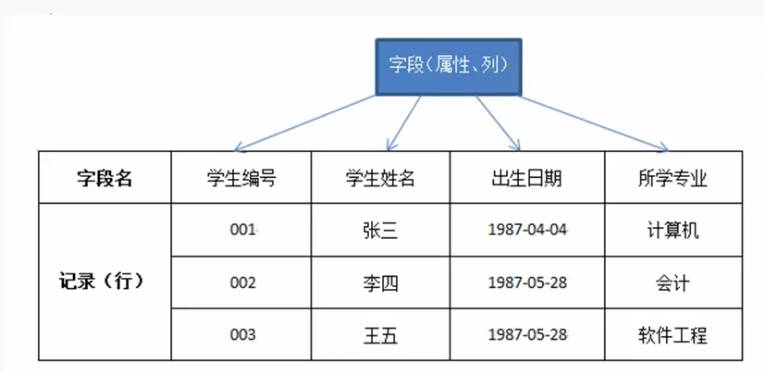 字段(属性、列)
字段名 学生编号 学生姓名 出生日期 所学专业
记录（行）
001 张三 1987-04-04 计算机
002 李四 1987-05-28 会计
003 王五 1987-05-28 软件工程